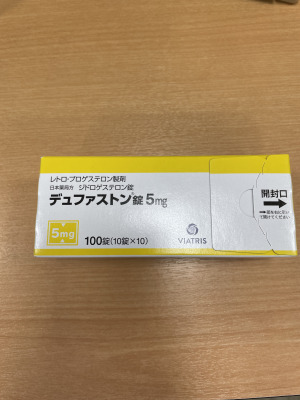 レトロ・プロゲステロン製剤
日本薬局方 ジドロゲステロン錠
デュファストン®錠5mg
5mg
100錠(10錠×10)
VIATRIS
開封口